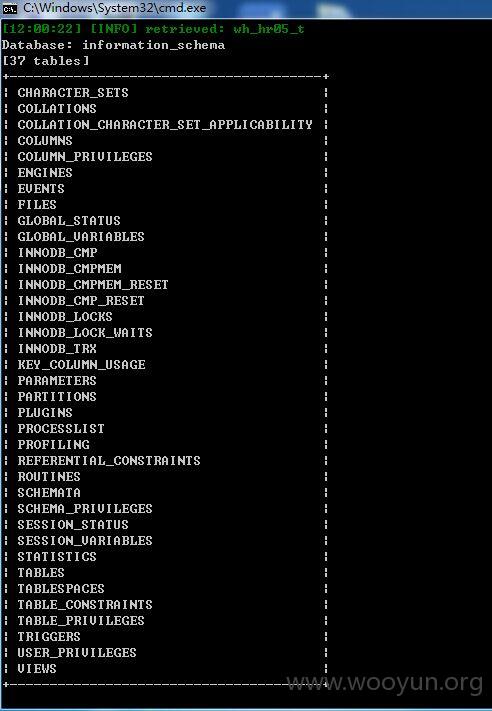 C:\Windows\System32\cmd.exe
[12:00:22] [INFO] retrieved: wh_hr05_t
Database: information_schema
[37 tables]
+---------------------------------------+
| CHARACTER_SETS |
| COLLATIONS |
| COLLATION_CHARACTER_SET_APPLICABILITY |
| COLUMNS |
| COLUMN_PRIVILEGES |
| ENGINES |
| EVENTS |
| FILES |
| GLOBAL_STATUS |
| GLOBAL_VARIABLES |
| INNODB_CMP |
| INNODB_CMPMEM |
| INNODB_CMPMEM_RESET |
| INNODB_CMP_RESET |
| INNODB_LOCKS |
| INNODB_LOCK_WAITS |
| INNODB_TRX |
| KEY_COLUMN_USAGE |
| PARAMETERS |
| PARTITIONS |
| PLUGINS |
| PROCESSLIST |
| PROFILING |
| REFERENTIAL_CONSTRAINTS |
| ROUTINES |
| SCHEMATA |
| SCHEMA_PRIVILEGES |
| SESSION_STATUS |
| SESSION_VARIABLES |
| STATISTICS |
| TABLES |
| TABLESPACES |
| TABLE_CONSTRAINTS |
| TABLE_PRIVILEGES |
| TRIGGERS |
| USER_PRIVILEGES |
| VIEWS |
+---------------------------------------+
www.wooyun.org